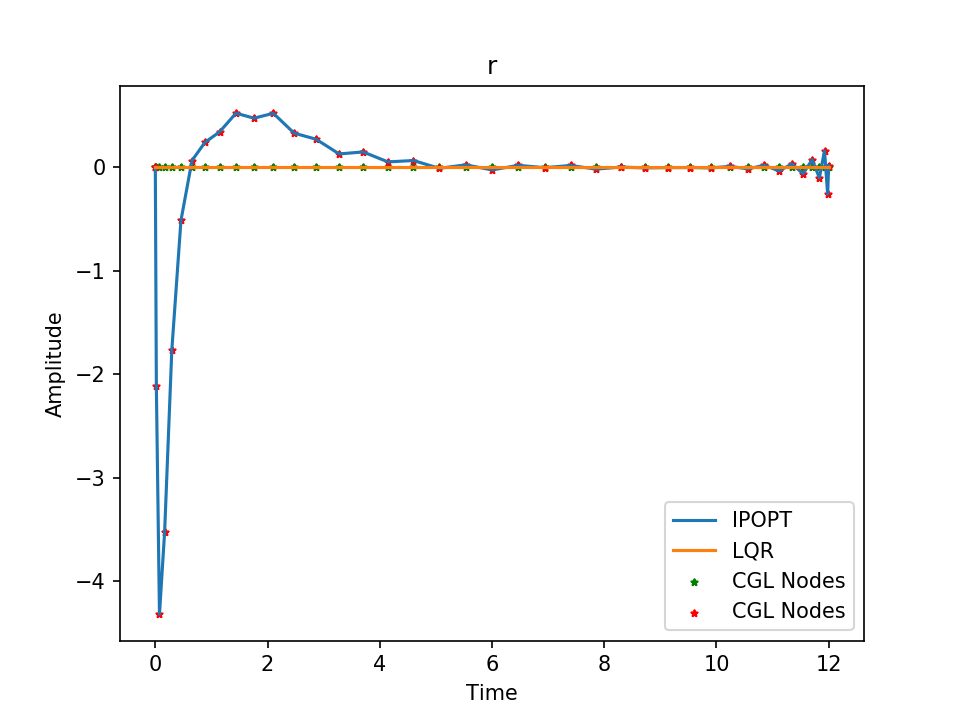 r
Amplitude
0
−1
−2
−3
−4
0 2 4 6 8 10 12
Time
IPOPT
LQR
CGL Nodes
CGL Nodes